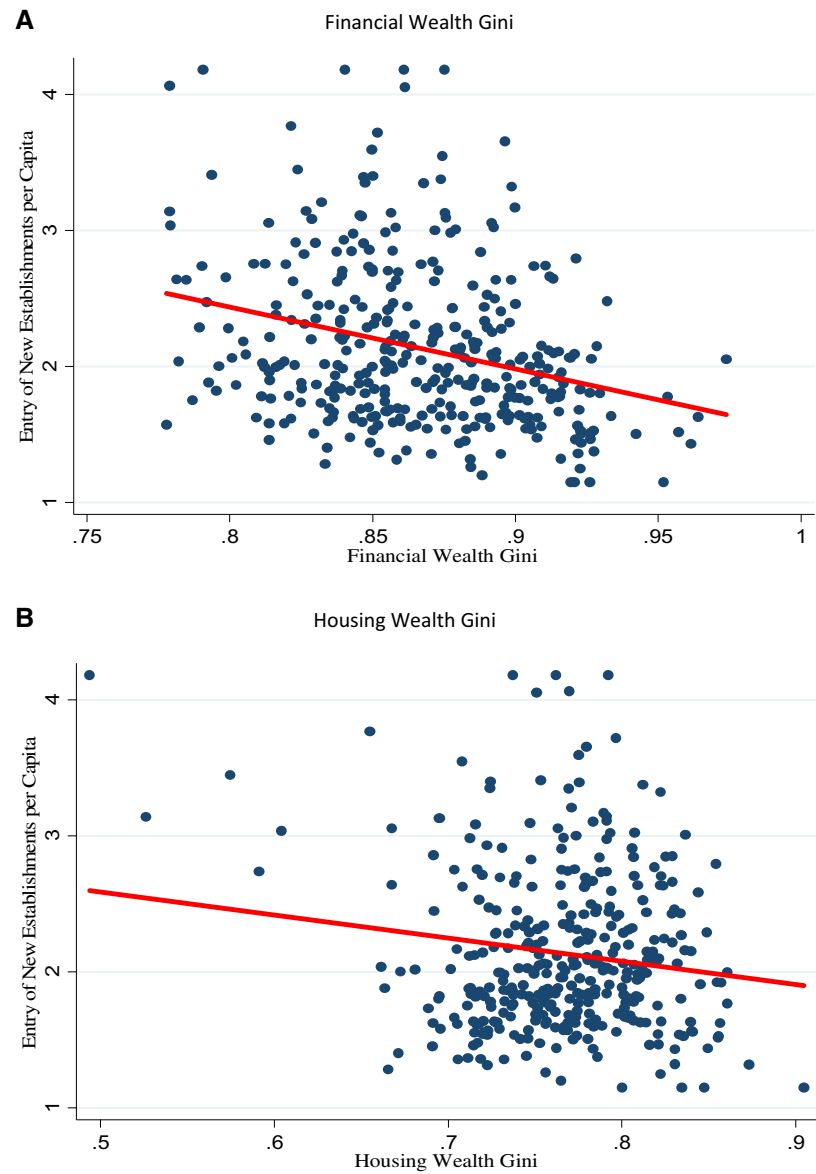 A
Financial Wealth Gini
Entry of New Establishments per Capita
4
3
2
1
.75 .8 .85 .9 .95 1
Financial Wealth Gini
B
Housing Wealth Gini
Entry of New Establishments per Capita
4
3
2
1
.5 .6 .7 .8 .9
Housing Wealth Gini